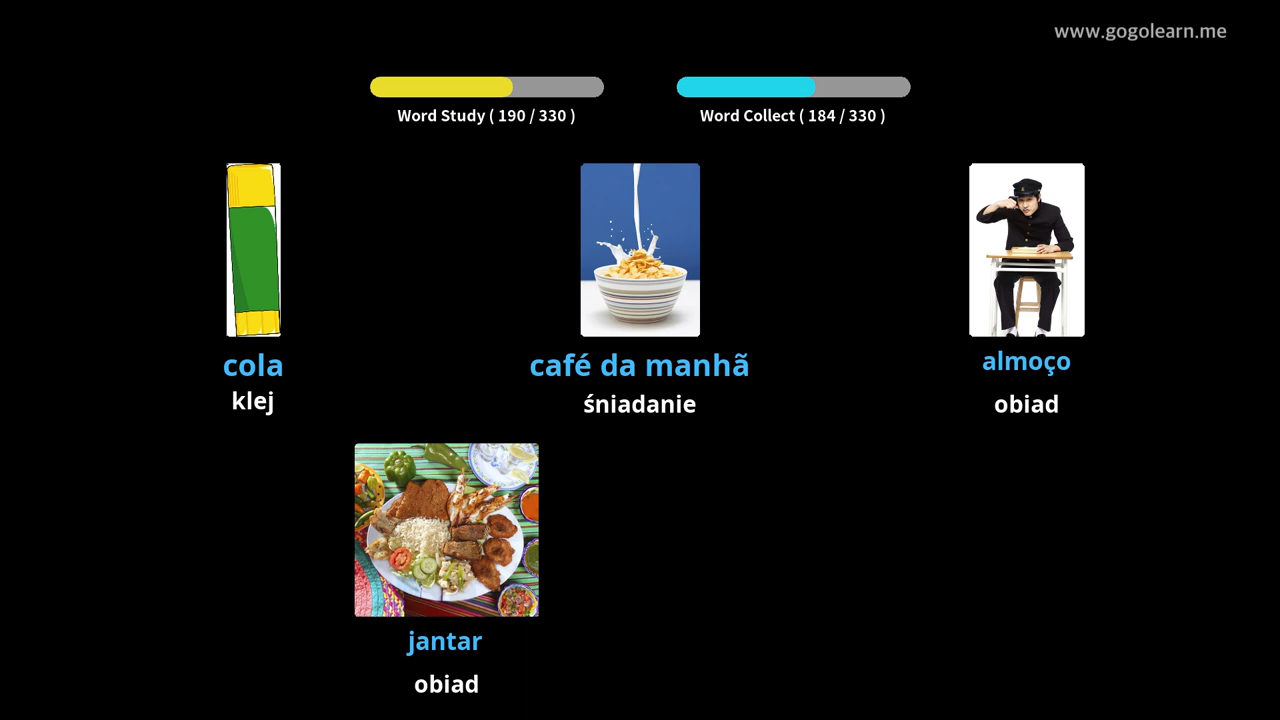 www.gogolearn.me
Word Study ( 190 / 330 )
Word Collect ( 184 / 330 )
cola
klej
café da manhã
śniadanie
almoço
obiad
jantar
obiad